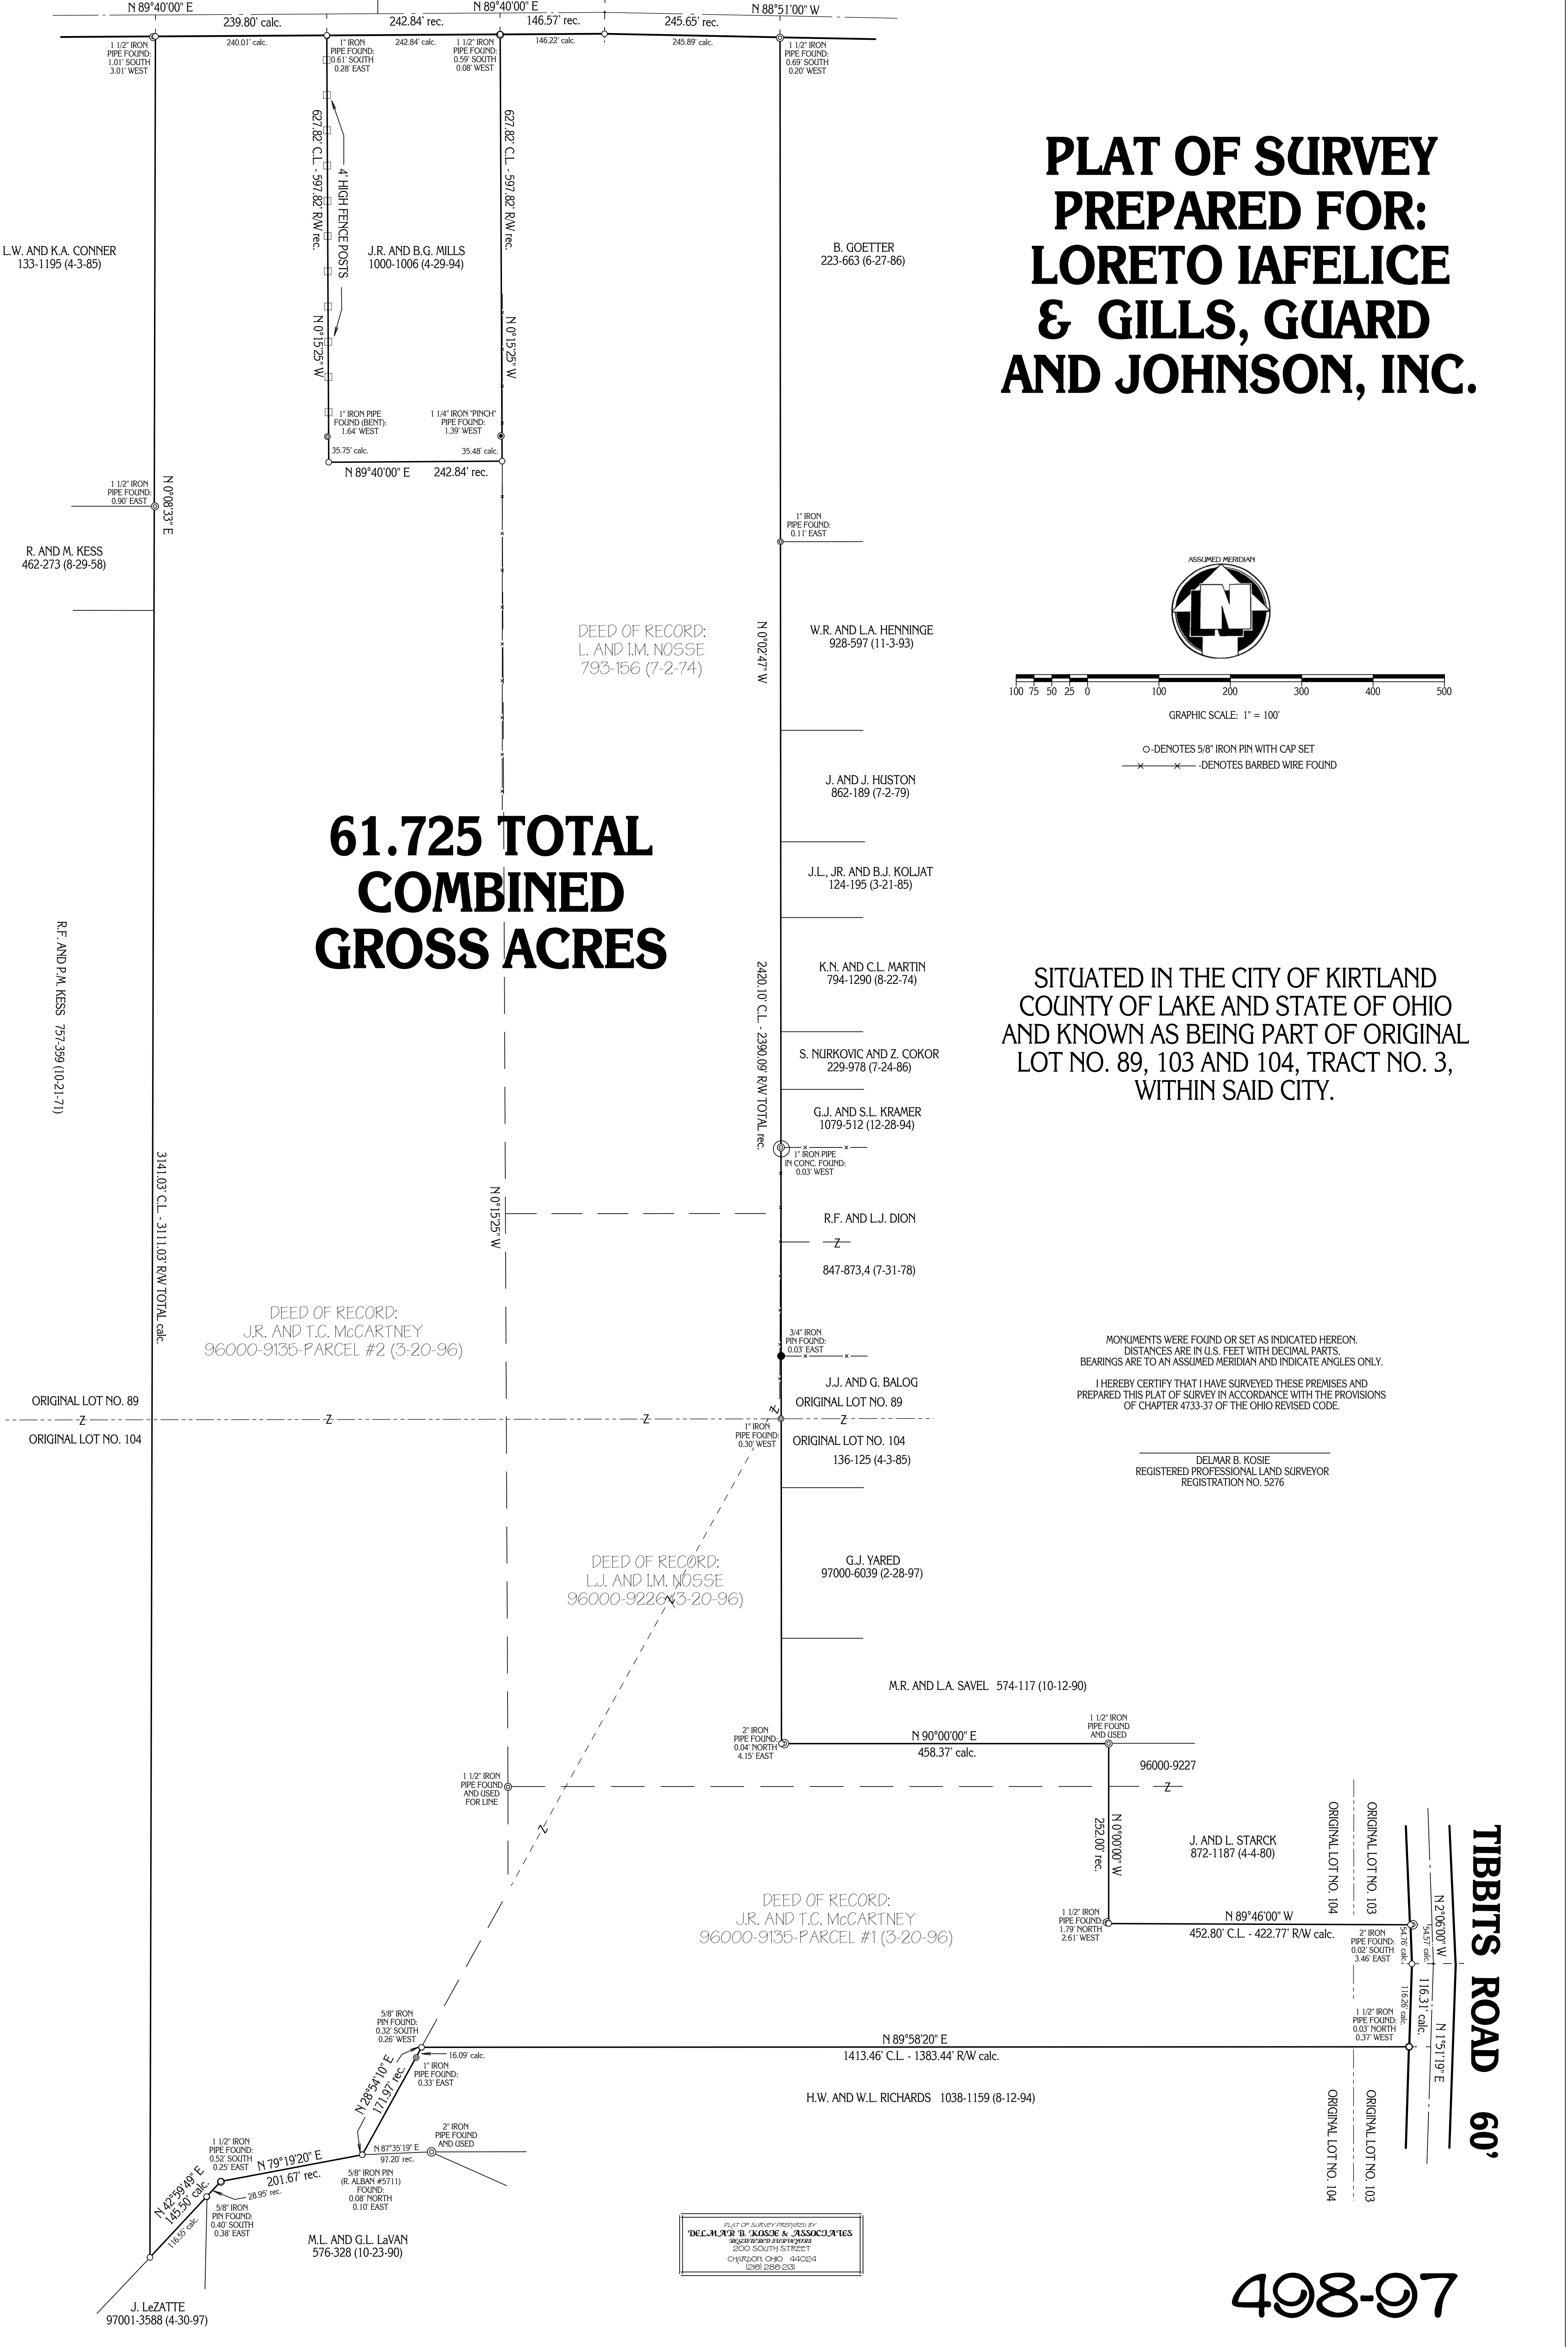 N 89°40'00" E
N 89°40'00" E
N 88°51'00" W
239.80' calc.
242.84' rec.
146.57' rec.
245.65' rec.
240.01' calc.
242.84' calc.
146.22' calc.
245.89' calc.
1 1/2" IRON
PIPE FOUND:
1.01' SOUTH
3.01' WEST
1" IRON
PIPE FOUND:
0.61' SOUTH
0.28' EAST
1 1/2" IRON
PIPE FOUND:
0.59' SOUTH
0.08' WEST
1 1/2" IRON
PIPE FOUND:
0.69' SOUTH
0.20' WEST
627.82' C.L. - 597.82' R/W rec.
N 0°15'25" W
4' HIGH FENCE POSTS
627.82' C.L. - 597.82' R/W rec.
N 0°15'25" W
L.W. AND K.A. CONNER
133-1195 (4-3-85)
J.R. AND B.G. MILLS
1000-1006 (4-29-94)
B. GOETTER
223-663 (6-27-86)
PLAT OF SURVEY
PREPARED FOR:
LORETO IAFELICE
& GILLS, GUARD
AND JOHNSON, INC.
1" IRON PIPE
FOUND (BENT):
1.64' WEST
1 1/4" IRON "PINCH"
PIPE FOUND:
1.39' WEST
35.75' calc.
35.48' calc.
N 89°40'00" E
242.84' rec.
1 1/2" IRON
PIPE FOUND:
0.90' EAST
N 0°08'33" E
R. AND M. KESS
462-273 (8-29-58)
1" IRON
PIPE FOUND:
0.11' EAST
ASSUMED MERIDIAN
N
DEED OF RECORD:
L. AND I.M. NOSSE
793-156 (7-2-74)
N 0°02'47" W
W.R. AND L.A. HENNINGE
928-597 (11-3-93)
100 75 50 25 0 100 200 300 400 500
GRAPHIC SCALE: 1" = 100'
-DENOTES 5/8" IRON PIN WITH CAP SET
-DENOTES BARBED WIRE FOUND
J. AND J. HUSTON
862-189 (7-2-79)
61.725 TOTAL
COMBINED
GROSS ACRES
J.L., JR. AND B.J. KOLJAT
124-195 (3-21-85)
K.N. AND C.L. MARTIN
794-1290 (8-22-74)
S. NURKOVIC AND Z. COKOR
229-978 (7-24-86)
G.J. AND S.L. KRAMER
1079-512 (12-28-94)
R.F. AND P.M. KESS 757-359 (10-21-71)
2420.10' C.L. - 2390.09' R/W TOTAL rec.
SITUATED IN THE CITY OF KIRTLAND
COUNTY OF LAKE AND STATE OF OHIO
AND KNOWN AS BEING PART OF ORIGINAL
LOT NO. 89, 103 AND 104, TRACT NO. 3,
WITHIN SAID CITY.
1" IRON PIPE
IN CONC. FOUND:
0.03' WEST
3141.03' C.L. - 3111.03' R/W TOTAL calc.
N 0°15'25" W
R.F. AND L.J. DION
Z
847-873,4 (7-31-78)
DEED OF RECORD:
J.R. AND T.C. McCARTNEY
96000-9135-PARCEL #2 (3-20-96)
3/4" IRON
PIN FOUND:
0.03' EAST
J.J. AND G. BALOG
MONUMENTS WERE FOUND OR SET AS INDICATED HEREON.
DISTANCES ARE IN U.S. FEET WITH DECIMAL PARTS.
BEARINGS ARE TO AN ASSUMED MERIDIAN AND INDICATE ANGLES ONLY.
I HEREBY CERTIFY THAT I HAVE SURVEYED THESE PREMISES AND
PREPARED THIS PLAT OF SURVEY IN ACCORDANCE WITH THE PROVISIONS
OF CHAPTER 4733-37 OF THE OHIO REVISED CODE.
DELMAR B. KOSIE
REGISTERED PROFESSIONAL LAND SURVEYOR
REGISTRATION NO. 5276
ORIGINAL LOT NO. 89
ORIGINAL LOT NO. 89
Z Z Z Z
Z
ORIGINAL LOT NO. 104
1" IRON
PIPE FOUND:
0.30' WEST
ORIGINAL LOT NO. 104
136-125 (4-3-85)
DEED OF RECORD:
L.J. AND I.M. NOSSE
96000-9226 (3-20-96)
Z
G.J. YARED
97000-6039 (2-28-97)
M.R. AND L.A. SAVEL 574-117 (10-12-90)
2" IRON
PIPE FOUND:
0.04' NORTH
4.15' EAST
N 90°00'00" E
458.37' calc.
1 1/2" IRON
PIPE FOUND
AND USED
1 1/2" IRON
PIPE FOUND
AND USED
FOR LINE
96000-9227
Z
Z
N 0°00'00" W
252.00' rec.
J. AND L. STARCK
872-1187 (4-4-80)
ORIGINAL LOT NO. 104
ORIGINAL LOT NO. 103
TIBBITS ROAD 60'
DEED OF RECORD:
J.R. AND T.C. McCARTNEY
96000-9135-PARCEL #1 (3-20-96)
1 1/2" IRON
PIPE FOUND:
1.79' NORTH
2.61' WEST
N 89°46'00" W
452.80' C.L. - 422.77' R/W calc.
2" IRON
PIPE FOUND:
0.02' SOUTH
3.46' EAST
N 2°06'00" W
54.57' calc.
54.76' calc.
116.31' calc.
116.26' calc.
N 1°51'19" E
1 1/2" IRON
PIPE FOUND:
0.03' NORTH
0.37' WEST
5/8" IRON
PIN FOUND:
0.32' SOUTH
0.26' WEST
N 89°58'20" E
1413.46' C.L. - 1383.44' R/W calc.
16.09' calc.
1" IRON
PIPE FOUND:
0.33' EAST
N 28°54'10" E
171.97' rec.
H.W. AND W.L. RICHARDS 1038-1159 (8-12-94)
ORIGINAL LOT NO. 104
ORIGINAL LOT NO. 103
2" IRON
PIPE FOUND
AND USED
N 87°35'19" E
97.20' rec.
1 1/2" IRON
PIPE FOUND:
0.52' SOUTH
0.25' EAST
N 79°19'20" E
201.67' rec.
5/8" IRON PIN
(R. ALBAN #5711)
FOUND:
0.08' NORTH
0.10' EAST
N 42°59'49" E
145.50' calc.
28.95' rec.
116.55' calc.
5/8" IRON
PIN FOUND:
0.40' SOUTH
0.38' EAST
M.L. AND G.L. LaVAN
576-328 (10-23-90)
J. LeZATTE
97001-3588 (4-30-97)
PLAT OF SURVEY PREPARED BY
DELMAR B. KOSIE & ASSOCIATES
REGISTERED SURVEYORS
200 SOUTH STREET
CHARDON, OHIO 44024
(216) 286-2131
498-97